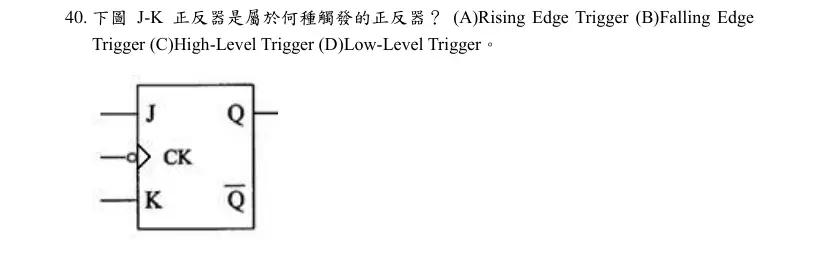 40. 下圖 J-K 正反器是屬於何種觸發的正反器？ (A)Rising Edge Trigger (B)Falling Edge
Trigger (C)High-Level Trigger (D)Low-Level Trigger。
J Q
CK
K Q̅